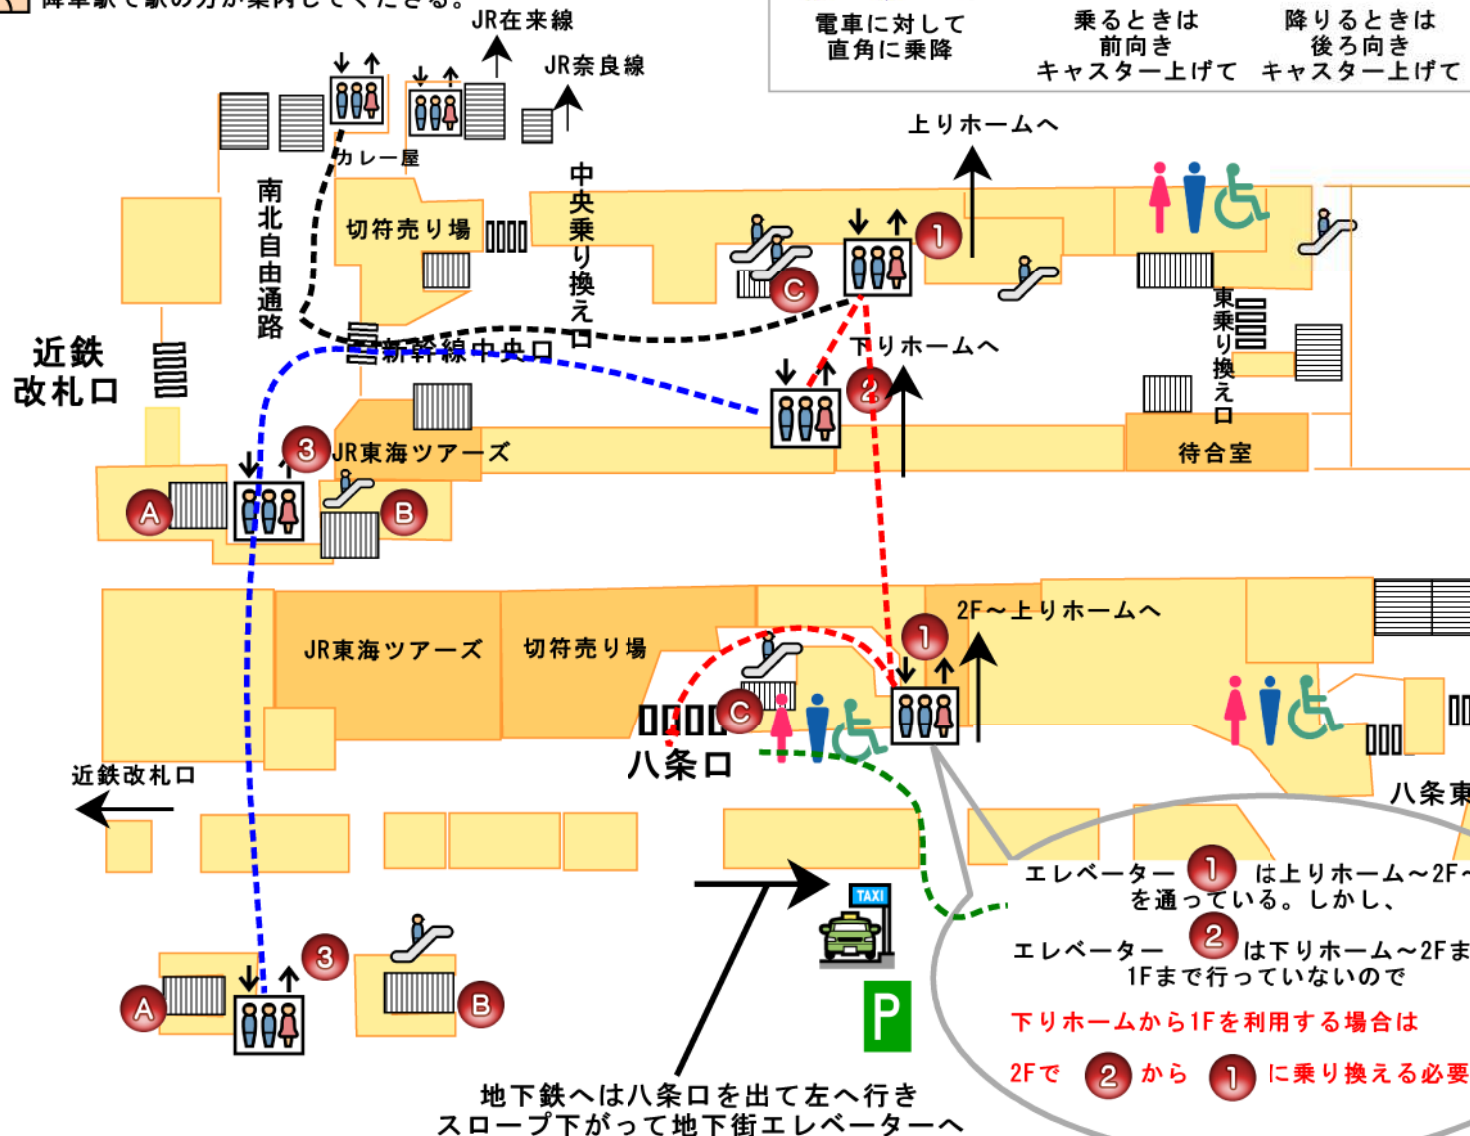 降車駅で駅の方が案内してくださる。
電車に対して
直角に乗降
乗るときは
前向き
キャスター上げて
降りるときは
後ろ向き
キャスター上げて
JR在来線
JR奈良線
カレー屋
南北自由通路
切符売り場
中央乗り換え口
上りホームへ
1
C
東乗り換え口
近鉄
改札口
新幹線中央口
下りホームへ
2
3
JR東海ツアーズ
待合室
A
B
JR東海ツアーズ
切符売り場
2F～上りホームへ
1
C
八条口
近鉄改札口
八条東
TAXI
P
3
A
B
エレベーター 1 は上りホーム～2F～
を通っている。しかし、
エレベーター 2 は下りホーム～2Fま
1Fまで行っていないので
下りホームから1Fを利用する場合は
2Fで 2 から 1 に乗り換える必要
地下鉄へは八条口を出て左へ行き
スロープ下がって地下街エレベーターへ